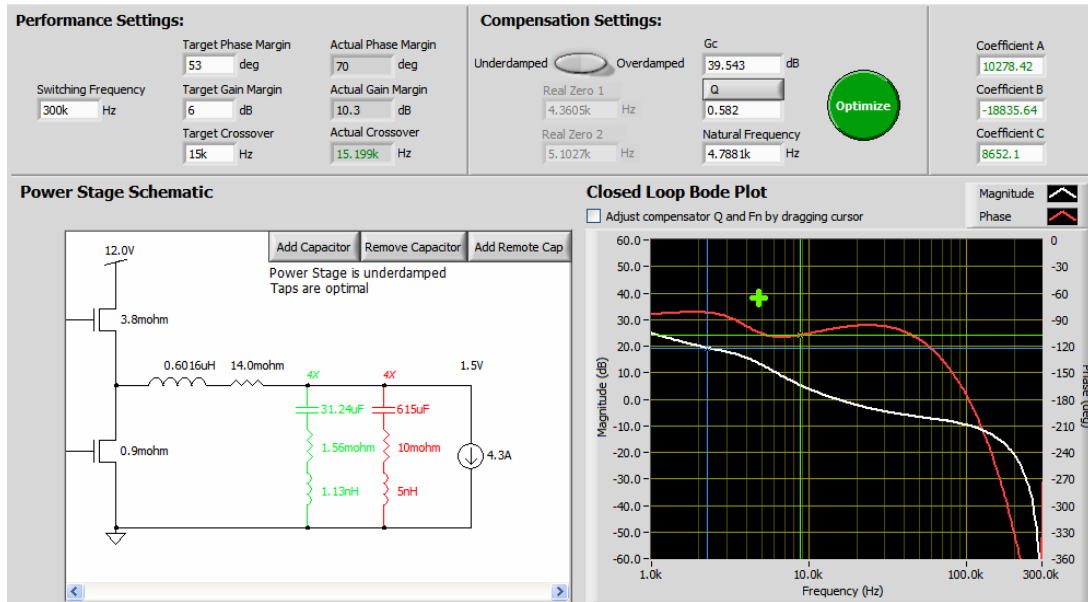 Performance Settings:
Switching Frequency
300k Hz
Target Phase Margin
53 deg
Target Gain Margin
6 dB
Target Crossover
15k Hz
Actual Phase Margin
70 deg
Actual Gain Margin
10.3 dB
Actual Crossover
15.199k Hz
Compensation Settings:
Underdamped Overdamped
Real Zero 1
4.3605k Hz
Real Zero 2
5.1027k Hz
Gc
39.543 dB
Q
0.582
Natural Frequency
4.7881k Hz
Optimize
Coefficient A
10278.42
Coefficient B
-18835.64
Coefficient C
8652.1
Power Stage Schematic
Add Capacitor Remove Capacitor Add Remote Cap
Power Stage is underdamped
Taps are optimal
12.0V
3.8mohm
0.6016uH 14.0mohm
4X 4X
1.5V
31.24uF 615uF
1.56mohm 10mohm
4.3A
0.9mohm
1.13nH 5nH
Closed Loop Bode Plot
Adjust compensator Q and Fn by dragging cursor
Magnitude
Phase
60.0
50.0
40.0
30.0
20.0
10.0
0.0
-10.0
-20.0
-30.0
-40.0
-50.0
-60.0
Magnitude (dB)
0
-30
-60
-90
-120
-150
-180
-210
-240
-270
-300
-330
-360
Phase (deg)
1.0k 10.0k 100.0k 300.0k
Frequency (Hz)